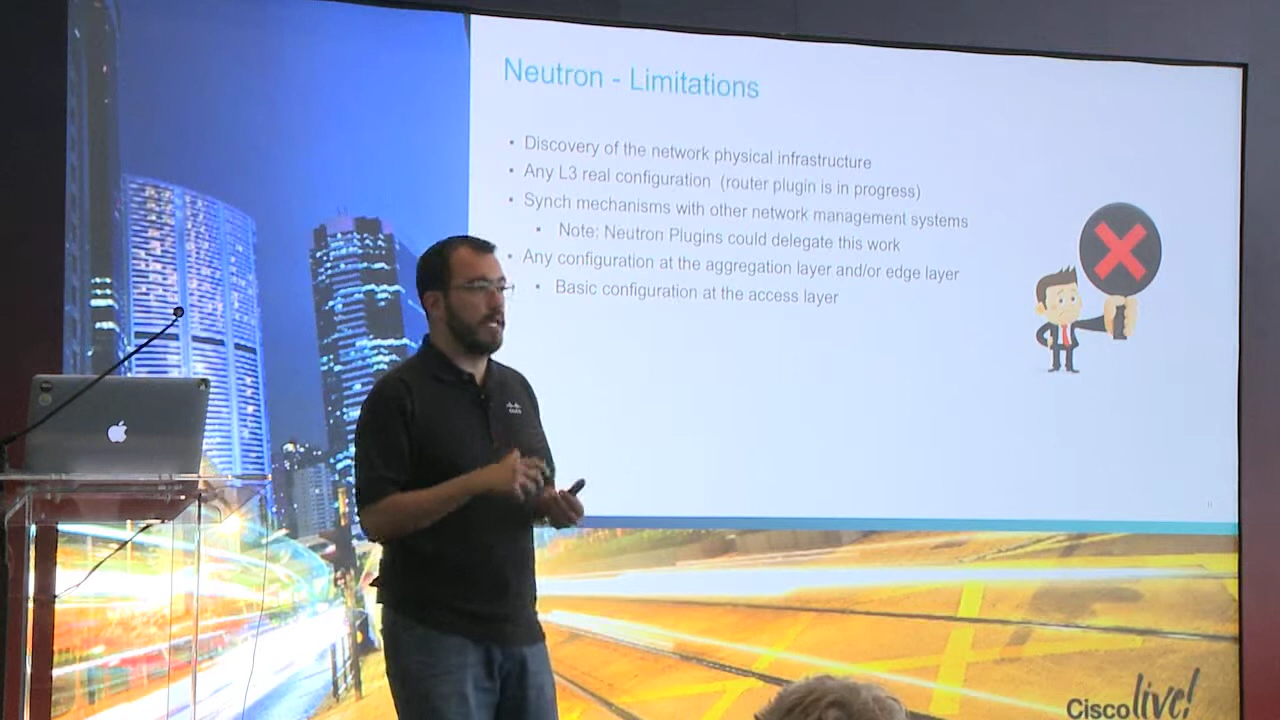 Neutron - Limitations
• Discovery of the network physical infrastructure
• Any L3 real configuration (router plugin is in progress)
• Synch mechanisms with other network management systems
• Note: Neutron Plugins could delegate this work
• Any configuration at the aggregation layer and/or edge layer
• Basic configuration at the access layer
cisco
11
Cisco live!